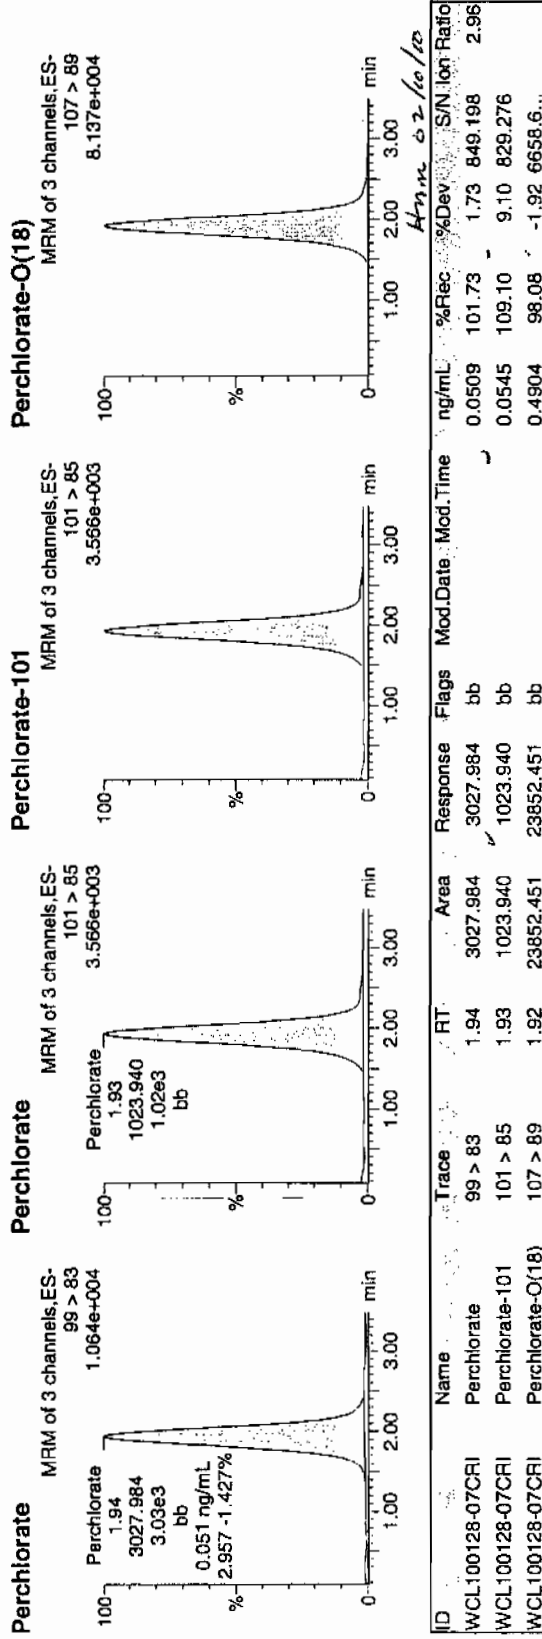 Perchlorate
MRM of 3 channels,ES-
99 > 83
1.064e+004
100
Perchlorate
1.94
3027.984
3.03e3
bb
0.051 ng/mL
2.957 -1.427%
%
0
1.00
2.00
3.00
min
Perchlorate
MRM of 3 channels,ES-
101 > 85
3.566e+003
100
Perchlorate
1.93
1023.940
1.02e3
bb
%
0
1.00
2.00
3.00
min
Perchlorate-101
MRM of 3 channels,ES-
101 > 85
3.566e+003
100
%
0
1.00
2.00
3.00
min
Perchlorate-O(18)
MRM of 3 channels,ES-
107 > 89
8.137e+004
100
%
0
1.00
2.00
3.00
min
02/10/10
ID Name Trace RT Area Response Flags Mod.Date Mod.Time ng/mL %Rec %Dev S/N Ion Ratio
WCL100128-07CRI Perchlorate 99 > 83 1.94 3027.984 3027.984 bb 0.0509 101.73 1.73 849.198 2.96
WCL100128-07CRI Perchlorate-101 101 > 85 1.93 1023.940 1023.940 bb 0.0545 109.10 9.10 829.276
WCL100128-07CRI Perchlorate-O(18) 107 > 89 1.92 23852.451 23852.451 bb 0.4904 98.08 -1.92 6658.6...